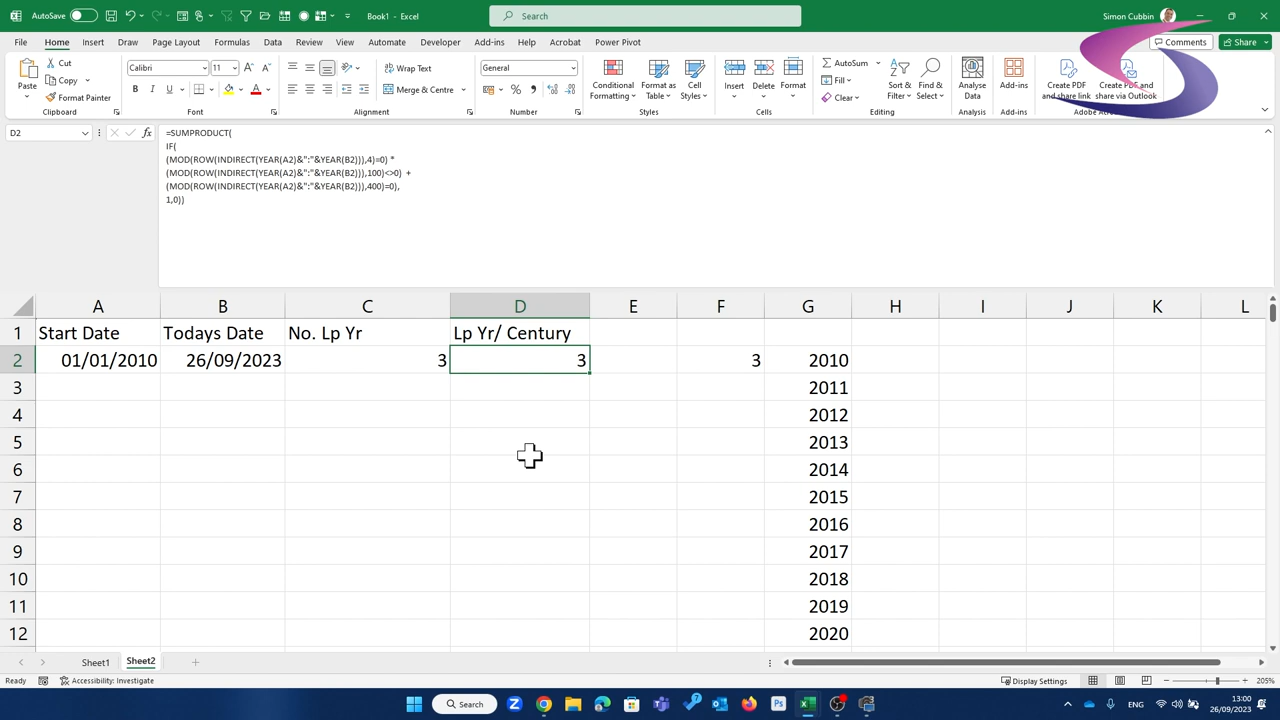 AutoSave Off Book1 - Excel Search Simon Cubbin
File Home Insert Draw Page Layout Formulas Data Review View Automate Developer Add-ins Help Acrobat Power Pivot Comments Share
Paste Cut Copy Format Painter
Clipboard
Calibri 11
B I U A
Font
Wrap Text
Merge & Centre
Alignment
General
%
Number
Conditional Formatting Format as Table Cell Styles
Styles
Insert Delete Format
Cells
AutoSum Fill Clear Sort & Filter Find & Select
Editing
Analyse Data
Analysis
Add-ins
Add-ins
Create PDF and share link Create PDF and Share via Outlook
D2 fx
=SUMPRODUCT(
IF(
(MOD(ROW(INDIRECT(YEAR(A2)&":"&YEAR(B2))),4)=0) *
(MOD(ROW(INDIRECT(YEAR(A2)&":"&YEAR(B2))),100)<>0) +
(MOD(ROW(INDIRECT(YEAR(A2)&":"&YEAR(B2))),400)=0),
1,0))
A B C D E F G H I J K L
1 Start Date Todays Date No. Lp Yr Lp Yr/ Century
2 01/01/2010 26/09/2023 3 3 3 2010
3 2011
4 2012
5 2013
6 2014
7 2015
8 2016
9 2017
10 2018
11 2019
12 2020
Sheet1 Sheet2
Ready Accessibility: Investigate Display Settings 205%
Search ENG 13:00
26/09/2023